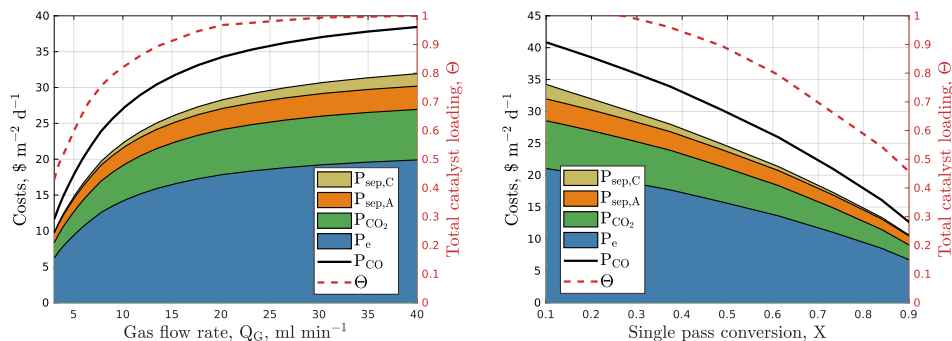 Costs, $ m⁻² d⁻¹
40
35
30
25
20
15
10
5
0
P_sep,C
P_sep,A
P_CO₂
P_e
P_CO
Θ
5 10 15 20 25 30 35 40
Gas flow rate, Q_G, ml min⁻¹
1
0.9
0.8
0.7
0.6
0.5
0.4
0.3
0.2
0.1
0
Total catalyst loading, Θ
Costs, $ m⁻² d⁻¹
45
40
35
30
25
20
15
10
5
0
P_sep,C
P_sep,A
P_CO₂
P_e
P_CO
Θ
0.1 0.2 0.3 0.4 0.5 0.6 0.7 0.8 0.9
Single pass conversion, X
1
0.9
0.8
0.7
0.6
0.5
0.4
0.3
0.2
0.1
0
Total catalyst loading, Θ